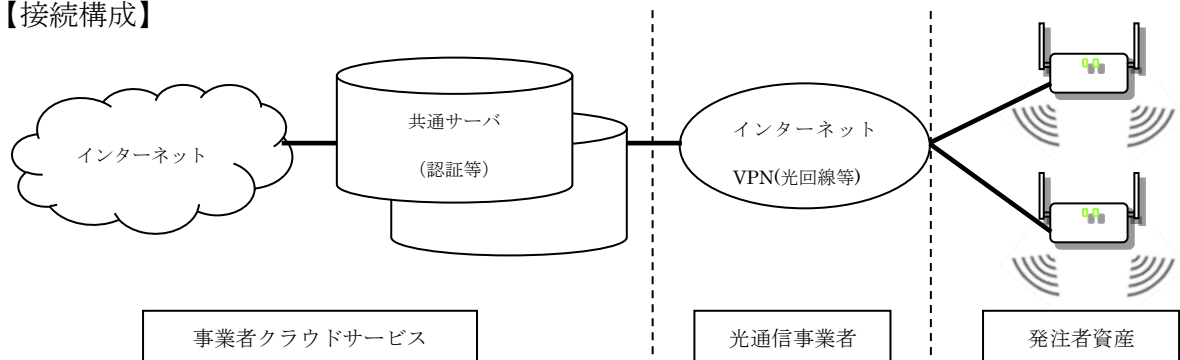 【接続構成】
インターネット
共通サーバ
（認証等）
インターネット
VPN(光回線等)
事業者クラウドサービス
光通信事業者
発注者資産